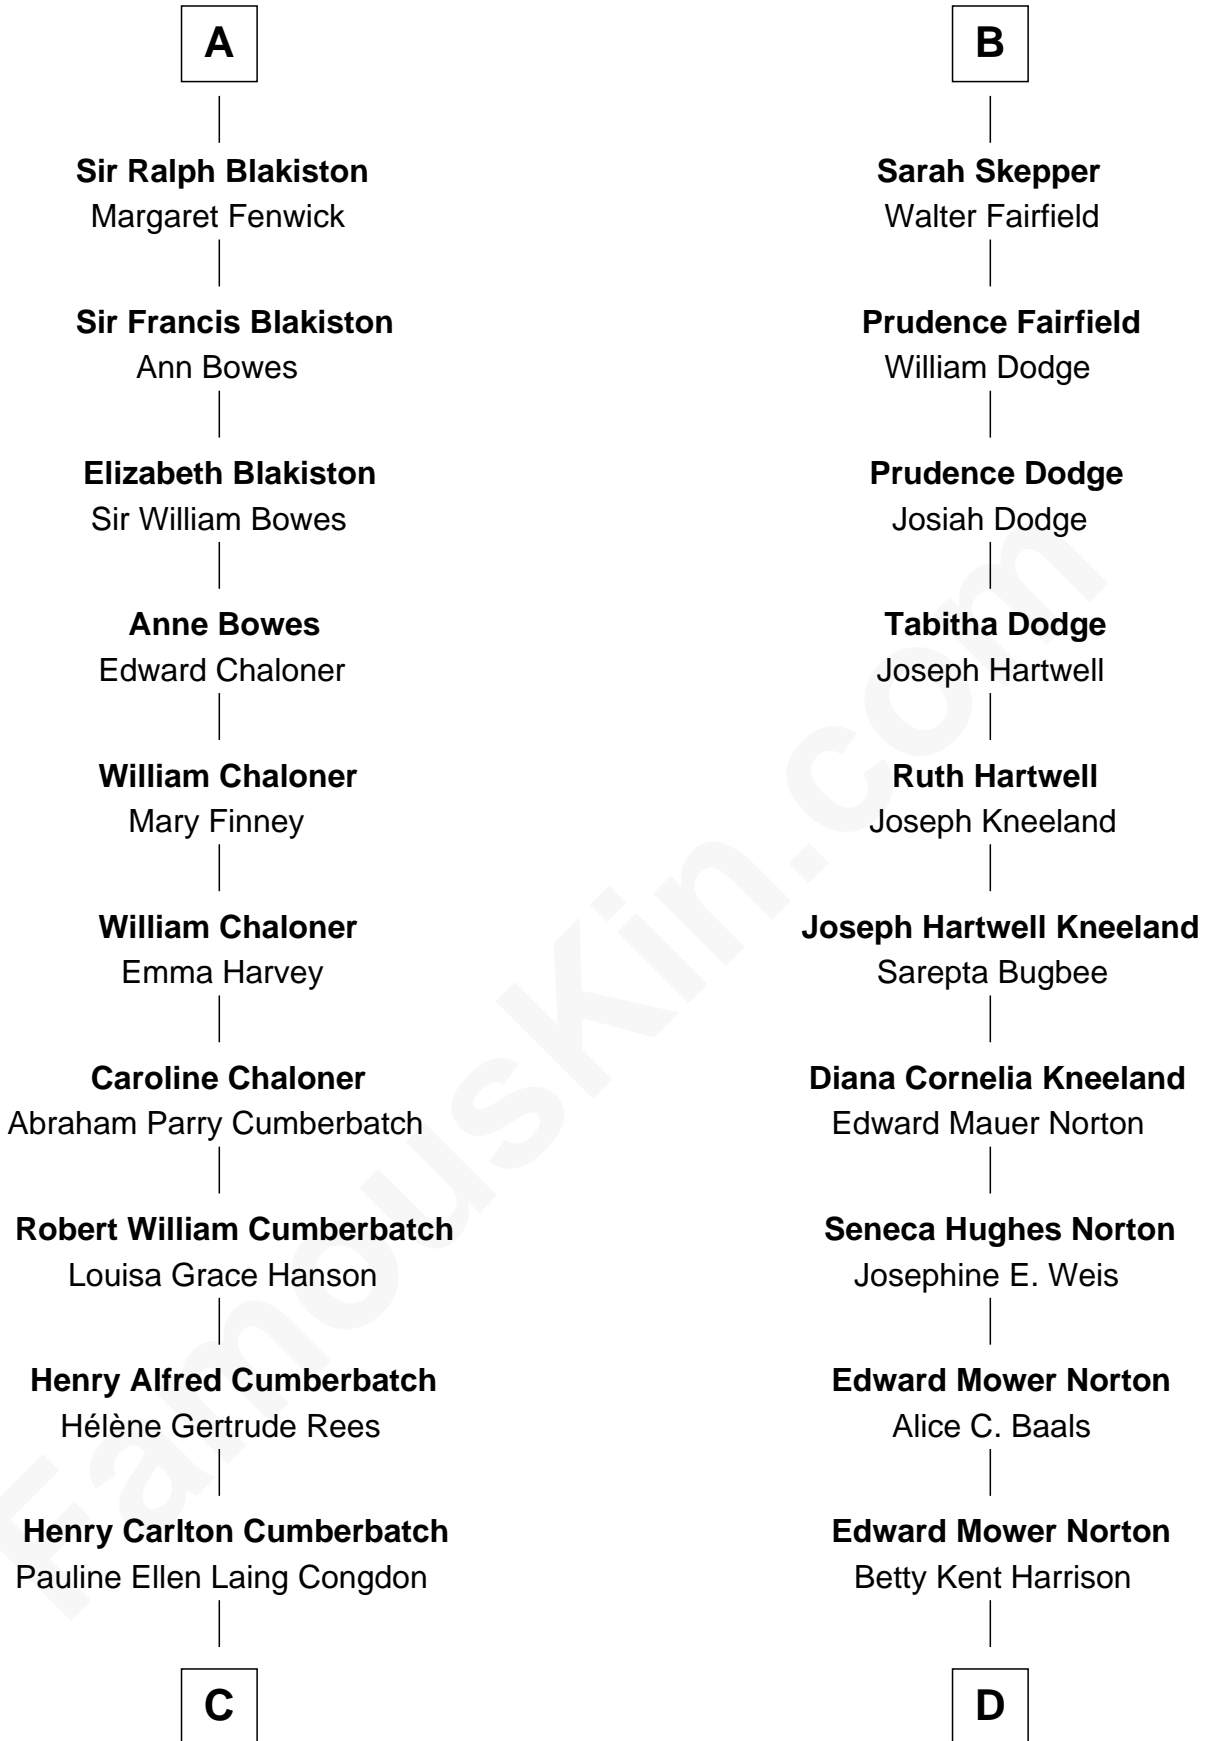 A
Sir Ralph Blakiston
Margaret Fenwick
Sir Francis Blakiston
Ann Bowes
Elizabeth Blakiston
Sir William Bowes
Anne Bowes
Edward Chaloner
William Chaloner
Mary Finney
William Chaloner
Emma Harvey
Caroline Chaloner
Abraham Parry Cumberbatch
Robert William Cumberbatch
Louisa Grace Hanson
Henry Alfred Cumberbatch
Hélène Gertrude Rees
Henry Carlton Cumberbatch
Pauline Ellen Laing Congdon
C
B
Sarah Skepper
Walter Fairfield
Prudence Fairfield
William Dodge
Prudence Dodge
Josiah Dodge
Tabitha Dodge
Joseph Hartwell
Ruth Hartwell
Joseph Kneeland
Joseph Hartwell Kneeland
Sarepta Bugbee
Diana Cornelia Kneeland
Edward Mauer Norton
Seneca Hughes Norton
Josephine E. Weis
Edward Mower Norton
Alice C. Baals
Edward Mower Norton
Betty Kent Harrison
D
FamousKin.com